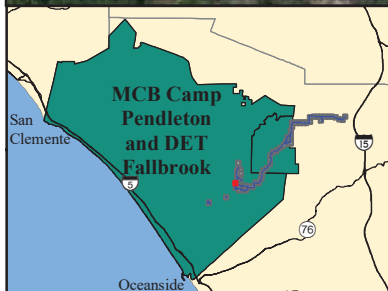 MCB Camp
Pendleton
and DET
Fallbrook
San
Clemente
15
5
76
Oceanside